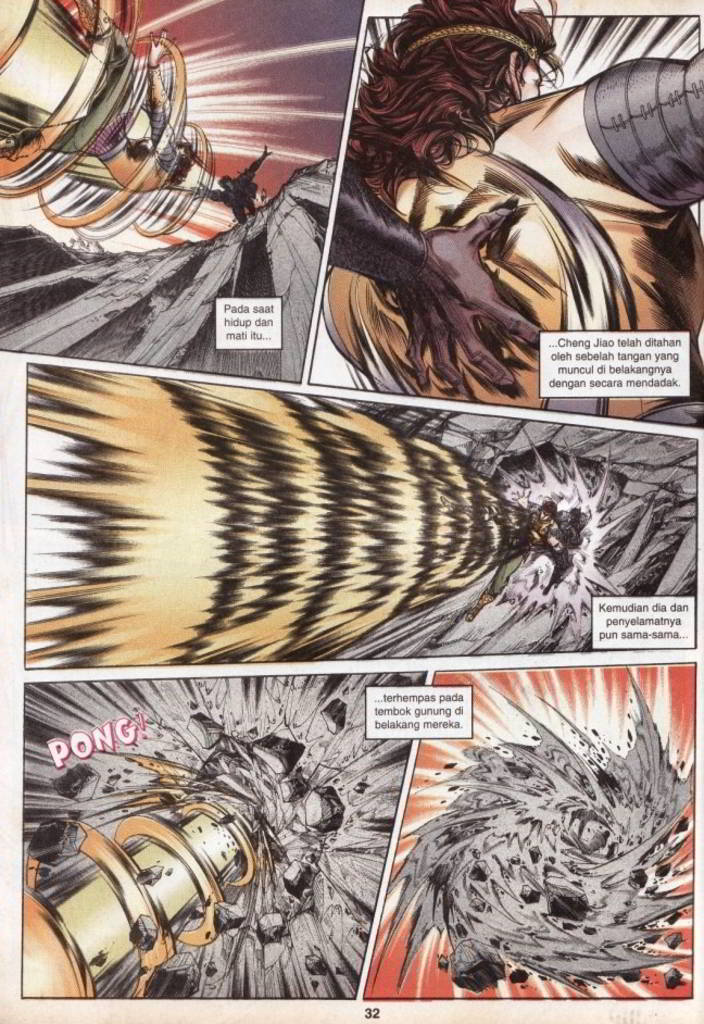 Pada saat
hidup dan
mati itu...
...Cheng Jiao telah ditahan
oleh sebelah tangan yang
muncul di belakangnya
dengan secara mendadak.
Kemudian dia dan
penyelamatnya
pun sama-sama...
PONG!
...terhempas pada
tembok gunung di
belakang mereka.
32